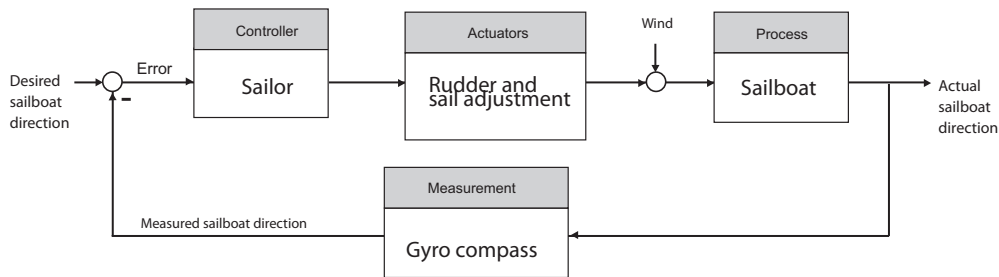 Controller
Actuators
Wind
Process
Desired
sailboat
direction
Error
-
Sailor
Rudder and
sail adjustment
Sailboat
Actual
sailboat
direction
Measurement
Measured sailboat direction
Gyro compass